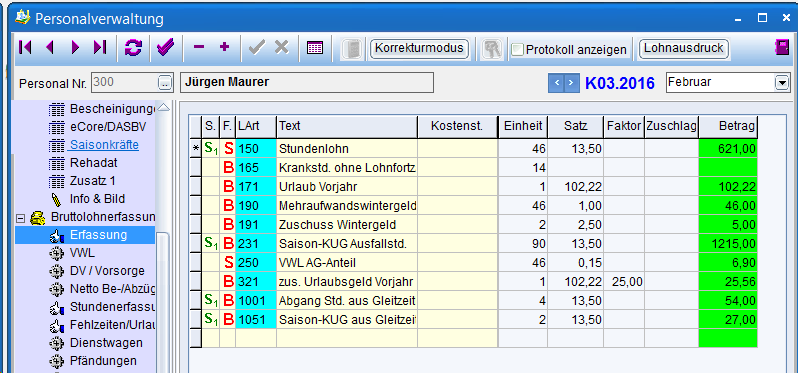 Personalverwaltung
Korrekturmodus Protokoll anzeigen Lohnausdruck
Personal Nr. 300 ... Jürgen Maurer < > K03.2016 Februar
Bescheinigung
eCore/DASBV
Saisonkräfte
Rehadat
Zusatz 1
Info & Bild
Bruttolohnerfassun
Erfassung
VWL
DV / Vorsorge
Netto Be-/Abzüg
Stundenerfassu
Fehlzeiten/Urlau
Dienstwagen
Pfändungen
S. F. LArt Text Kostenst. Einheit Satz Faktor Zuschlag Betrag
* S1 S 150 Stundenlohn 46 13,50 621,00
B 165 Krankstd. ohne Lohnfortz 14
B 171 Urlaub Vorjahr 1 102,22 102,22
B 190 Mehraufwandswintergeld 46 1,00 46,00
B 191 Zuschuss Wintergeld 2 2,50 5,00
S1 B 231 Saison-KUG Ausfallstd. 90 13,50 1215,00
S 250 VWL AG-Anteil 46 0,15 6,90
B 321 zus. Urlaubsgeld Vorjahr 1 102,22 25,00 25,56
S1 B 1001 Abgang Std. aus Gleitzeit 4 13,50 54,00
S1 B 1051 Saison-KUG aus Gleitzei 2 13,50 27,00